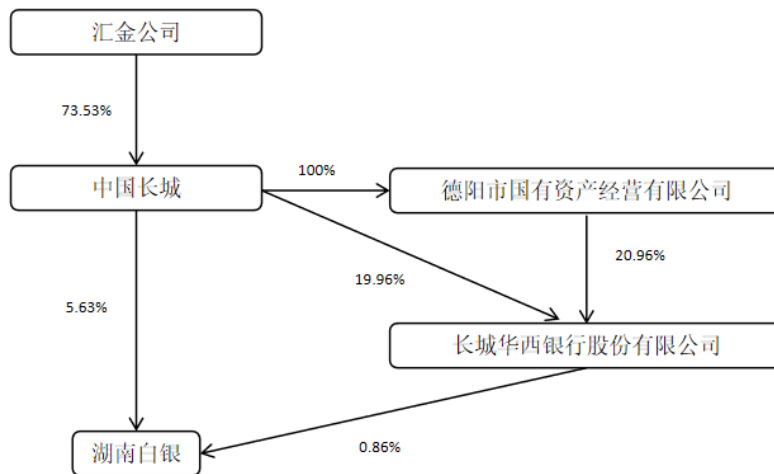 汇金公司
73.53%
中国长城
100%
德阳市国有资产经营有限公司
19.96%
20.96%
5.63%
长城华西银行股份有限公司
湖南白银
0.86%